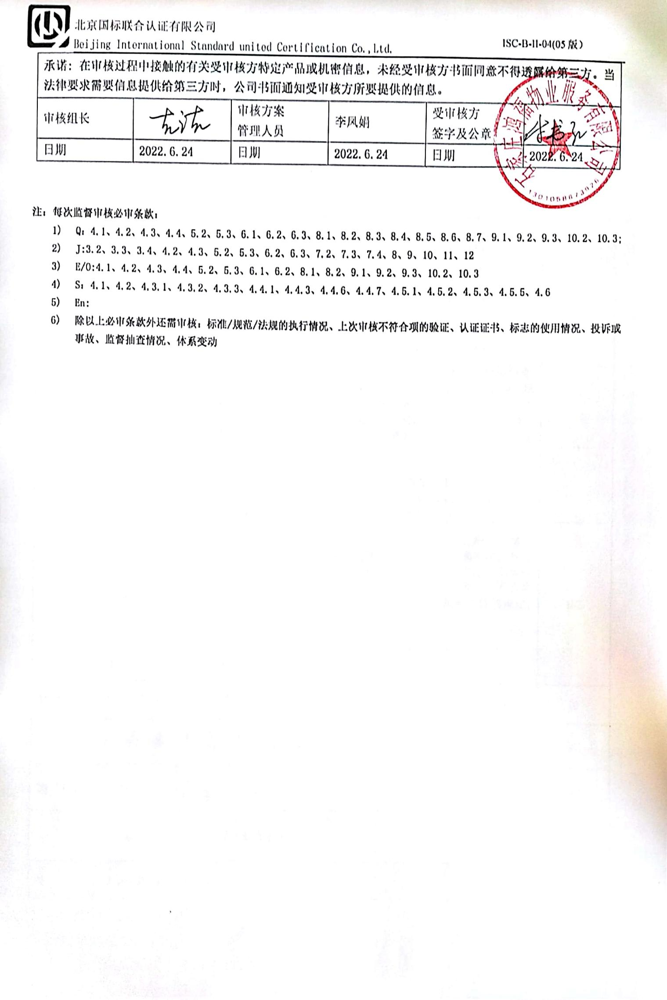 北京国标联合认证有限公司
Beijing International Standard united Certification Co.,Ltd.
ISC-B-II-04(05版)
承诺：在审核过程中接触的有关受审核方特定产品或机密信息，未经受审核方书面同意不得透露给第三方。当
法律要求需要信息提供给第三方时，公司书面通知受审核方所要提供的信息。
审核组长
审核方案
管理人员
李凤娟
受审核方
签字及公章
日期
2022.6.24
日期
2022.6.24
日期
2022.6.24
石家庄鸿福物业服务有限公司
注：每次监督审核必审条款：
1) Q：4.1、4.2、4.3、4.4、5.2、5.3、6.1、6.2、6.3、8.1、8.2、8.3、8.4、8.5、8.6、8.7、9.1、9.2、9.3、10.2、10.3;
2) J:3.2、3.3、3.4、4.2、4.3、5.2、5.3、6.2、6.3、7.2、7.3、7.4、8、9、10、11、12
3) E/O:4.1、4.2、4.3、4.4、5.2、5.3、6.1、6.2、8.1、8.2、9.1、9.2、9.3、10.2、10.3
4) S：4.1、4.2、4.3.1、4.3.2、4.3.3、4.4.1、4.4.3、4.4.6、4.4.7、4.5.1、4.5.2、4.5.3、4.5.5、4.6
5) En:
6) 除以上必审条款外还需审核：标准/规范/法规的执行情况、上次审核不符合项的验证、认证证书、标志的使用情况、投诉或
事故、监督抽查情况、体系变动